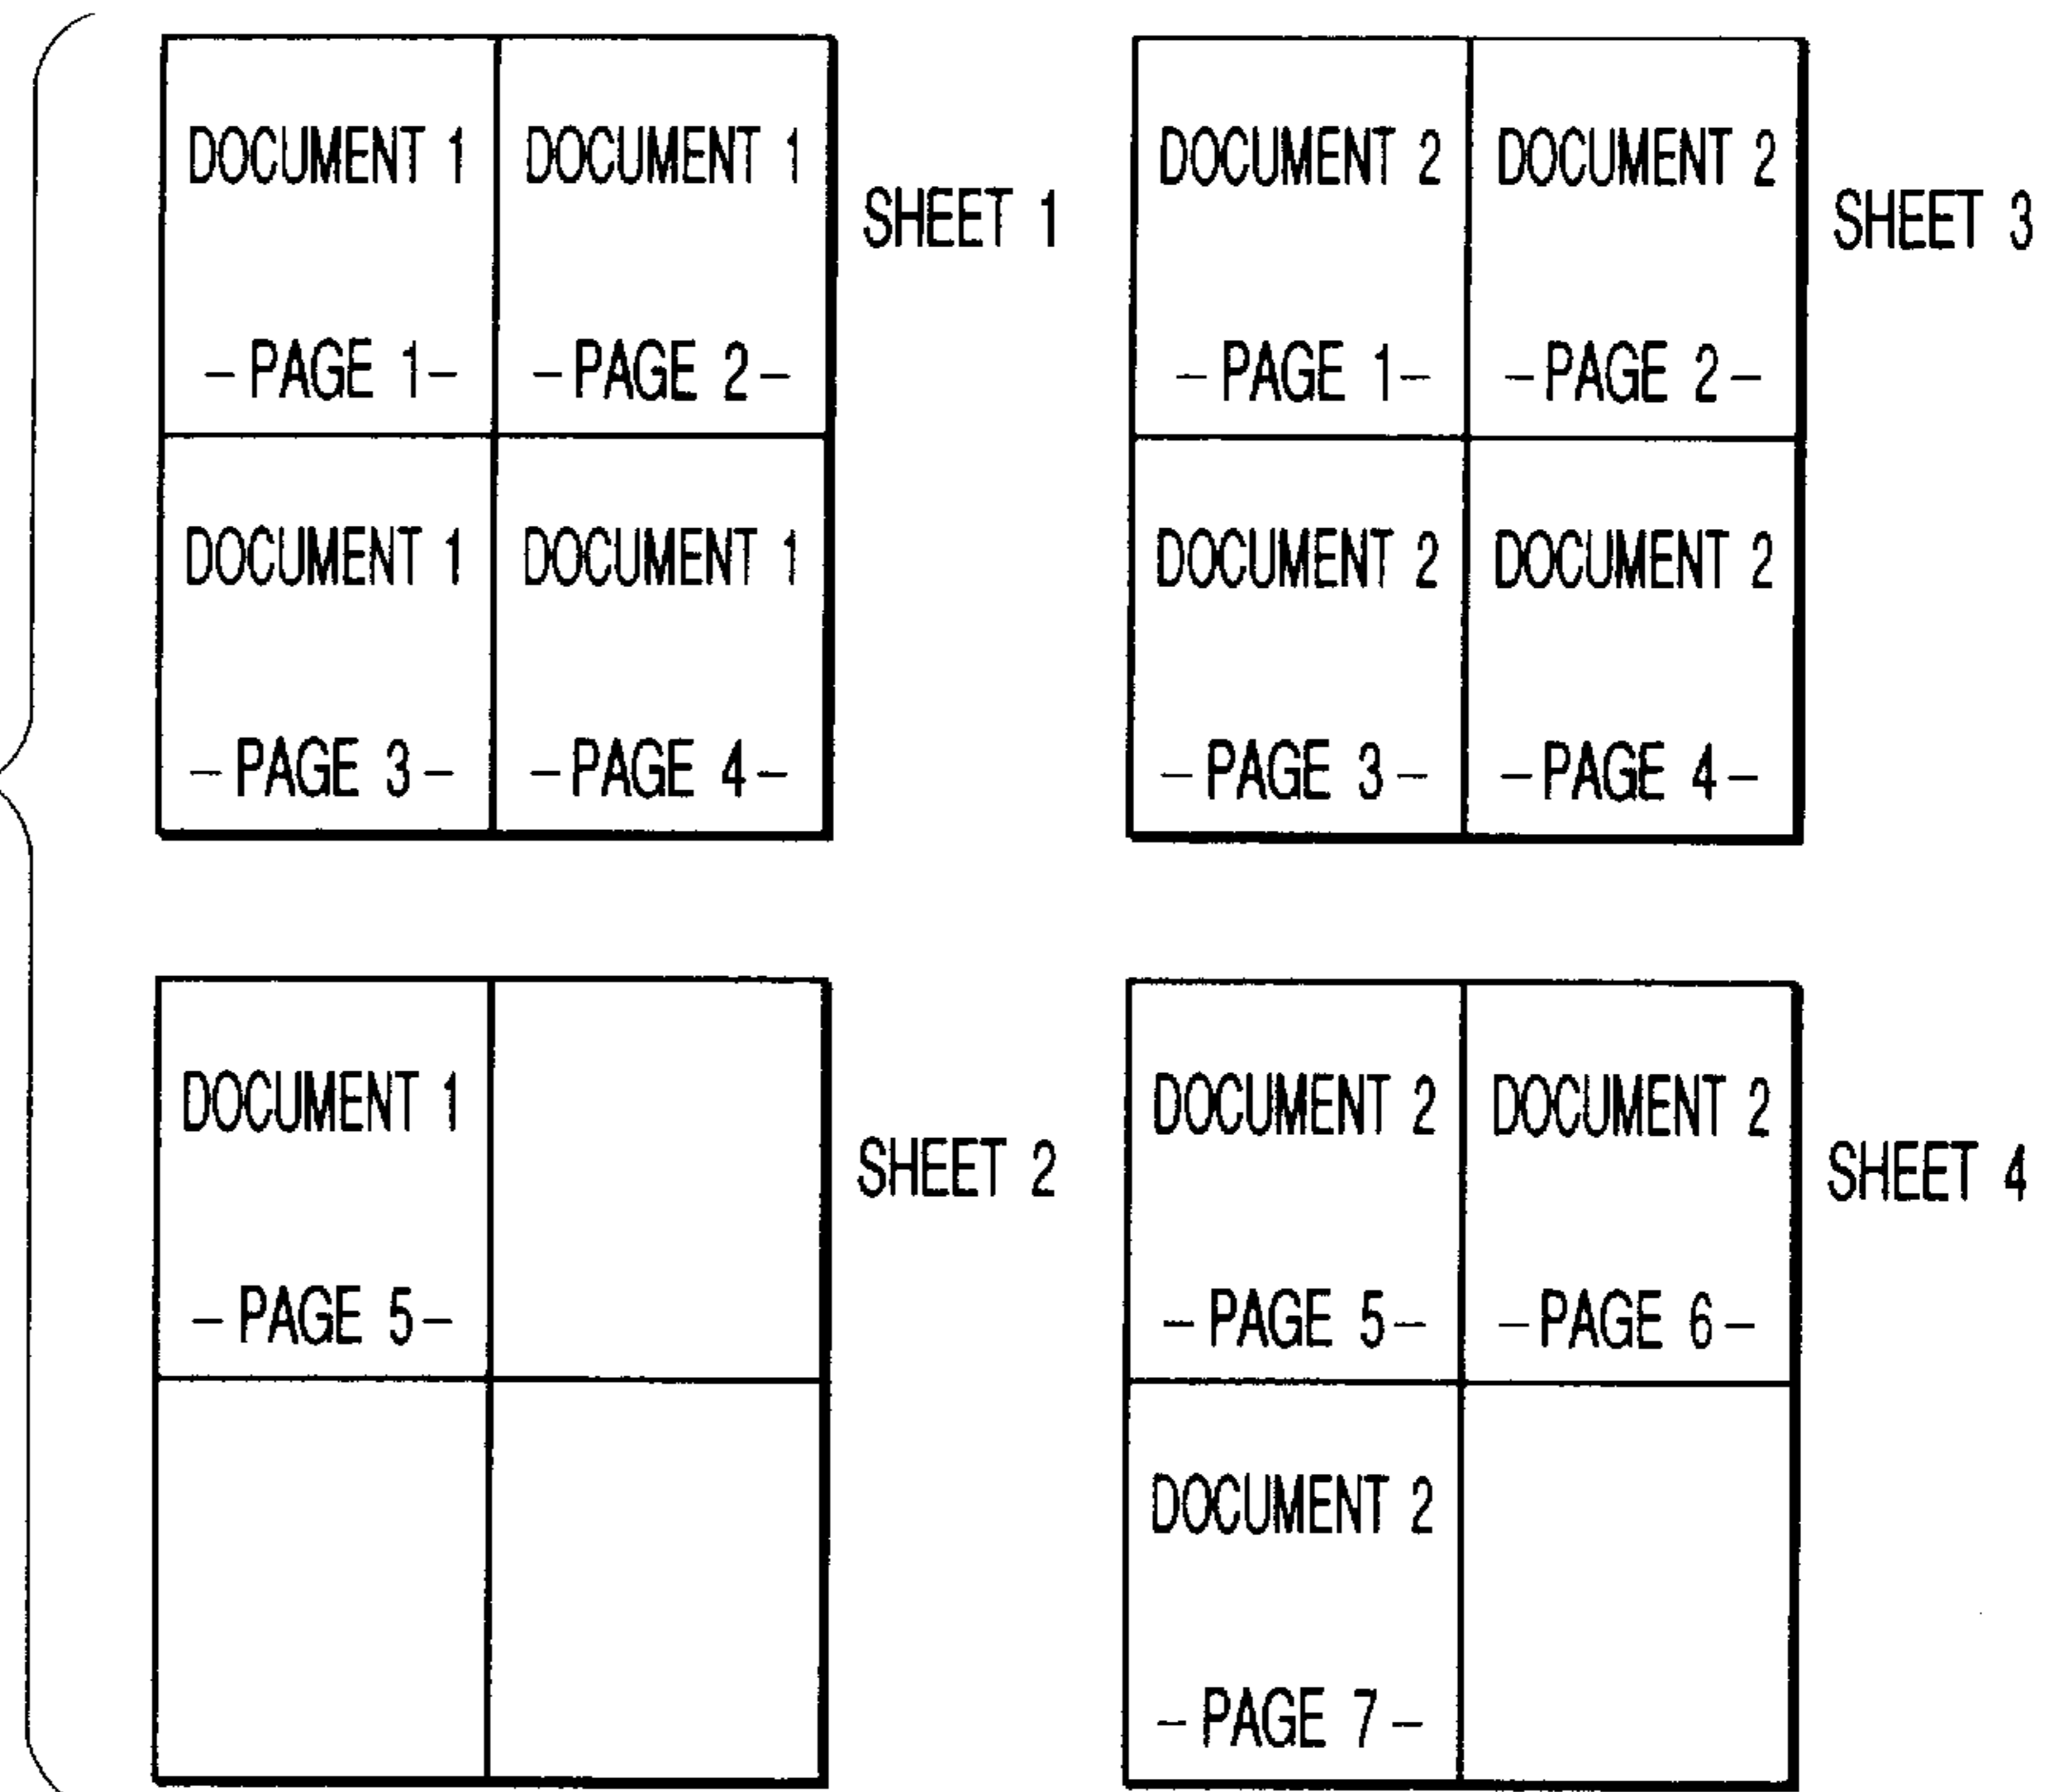 DOCUMENT 1 DOCUMENT 1
SHEET 1
-PAGE 1- -PAGE 2-
DOCUMENT 1 DOCUMENT 1
-PAGE 3- -PAGE 4-
DOCUMENT 2 DOCUMENT 2
SHEET 3
-PAGE 1- -PAGE 2-
DOCUMENT 2 DOCUMENT 2
-PAGE 3- -PAGE 4-
DOCUMENT 1
SHEET 2
-PAGE 5-
DOCUMENT 2 DOCUMENT 2
SHEET 4
-PAGE 5- -PAGE 6-
DOCUMENT 2
-PAGE 7-